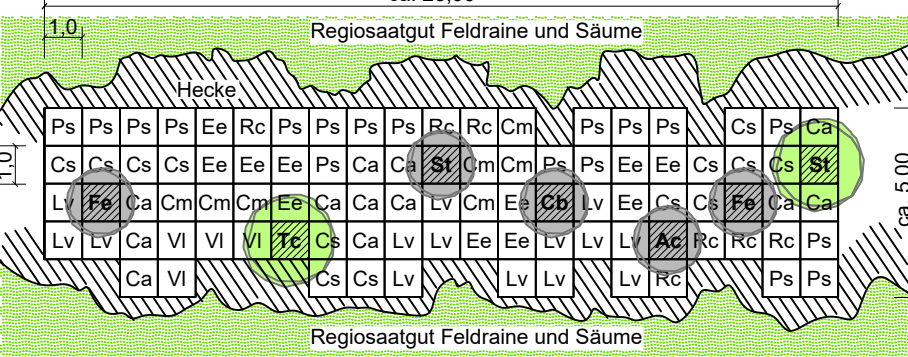 1,0
Regiosaatgut Feldraine und Säume
Hecke
Ps Ps Ps Ps Ee Rc Ps Ps Ps Ps Rc Rc Cm Ps Ps Ps Cs Ps Ca
1,0
Cs Cs Cs Cs Ee Ee Ee Ps Ca Ca St Cm Cm Ps Ps Ee Ee Cs Cs Cs St
Lv Fe Ca Cm Cm Cm Ee Ca Ca Ca Lv Cm Ee Cb Lv Ee Cs Cs Fe Ca Ca
ca. 5,00
Lv Lv Ca Vl Vl Vl Tc Cs Ca Lv Lv Ee Ee Lv Lv Lv Ac Rc Rc Rc Ps
Ca Vl Cs Cs Lv Lv Lv Lv Rc Ps Ps
Regiosaatgut Feldraine und Säume